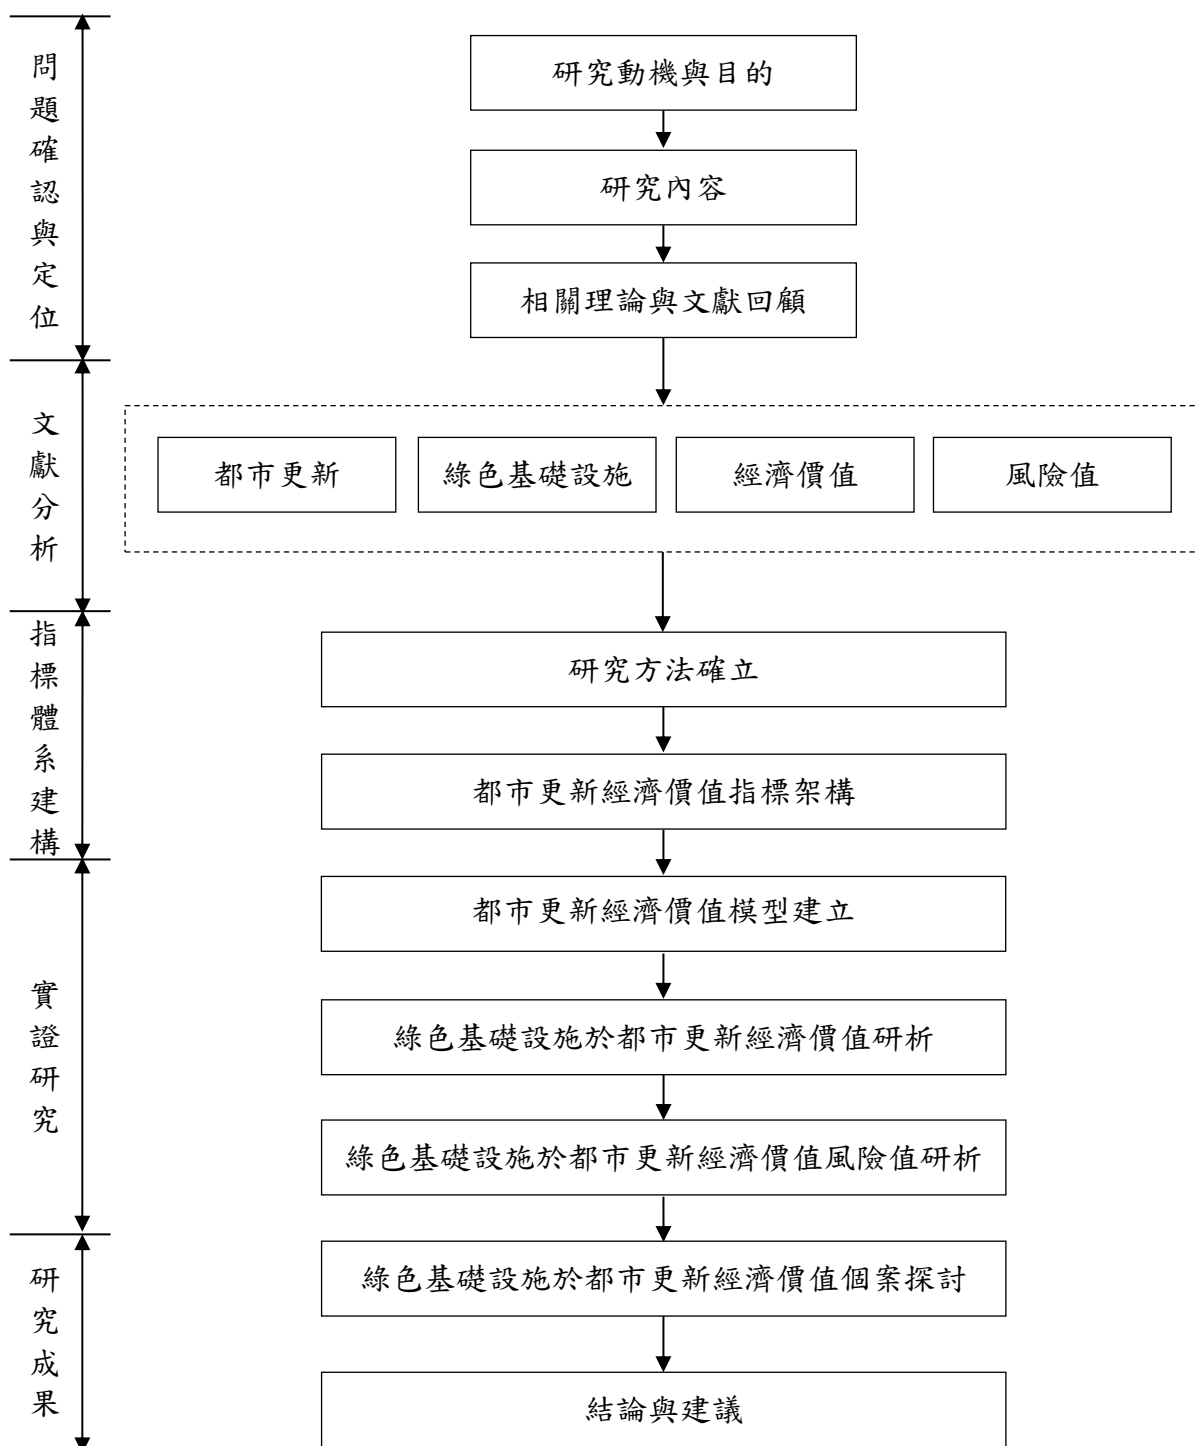 問題確認與定位
研究動機與目的
研究內容
相關理論與文獻回顧
文獻分析
都市更新
綠色基礎設施
經濟價值
風險值
指標體系建構
研究方法確立
都市更新經濟價值指標架構
實證研究
都市更新經濟價值模型建立
綠色基礎設施於都市更新經濟價值研析
綠色基礎設施於都市更新經濟價值風險值研析
研究成果
綠色基礎設施於都市更新經濟價值個案探討
結論與建議